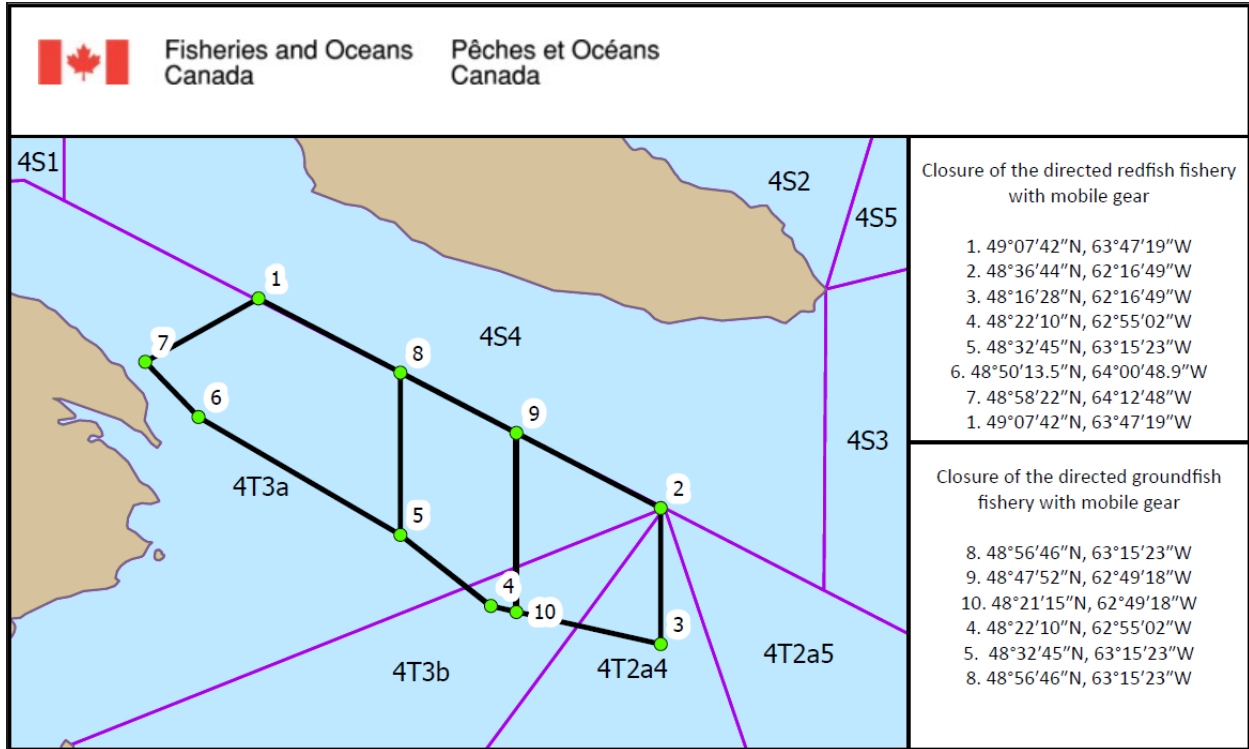 Fisheries and Oceans
Canada
Pêches et Océans
Canada
4S1
4S2
4S5
1
4S4
7
8
6
9
4S3
4T3a
2
5
4
10
3
4T3b
4T2a4
4T2a5
Closure of the directed redfish fishery
with mobile gear
1. 49°07′42″N, 63°47′19″W
2. 48°36′44″N, 62°16′49″W
3. 48°16′28″N, 62°16′49″W
4. 48°22′10″N, 62°55′02″W
5. 48°32′45″N, 63°15′23″W
6. 48°50′13.5″N, 64°00′48.9″W
7. 48°58′22″N, 64°12′48″W
1. 49°07′42″N, 63°47′19″W
Closure of the directed groundfish
fishery with mobile gear
8. 48°56′46″N, 63°15′23″W
9. 48°47′52″N, 62°49′18″W
10. 48°21′15″N, 62°49′18″W
4. 48°22′10″N, 62°55′02″W
5. 48°32′45″N, 63°15′23″W
8. 48°56′46″N, 63°15′23″W